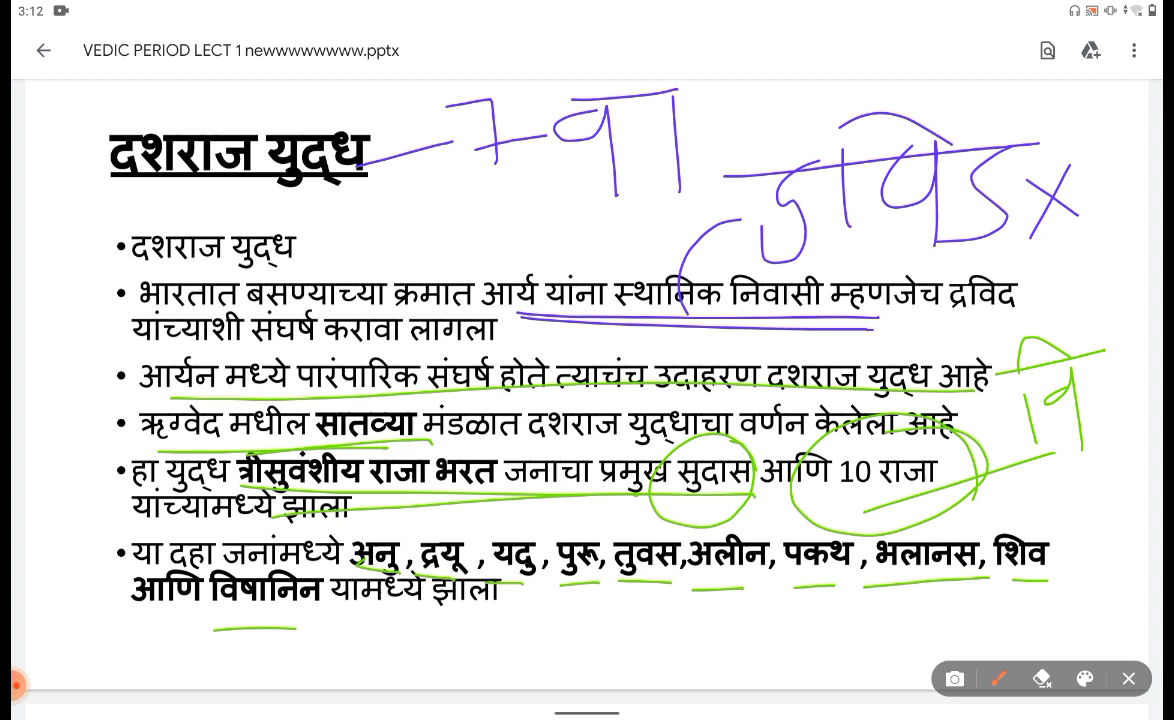 3:12
VEDIC PERIOD LECT 1 newwwwwwwww.pptx
दशराज युद्ध
7 वा
द्रविड x
•दशराज युद्ध
• भारतात बसण्याच्या क्रमात आर्य यांना स्थानिक निवासी म्हणजेच द्रविद
यांच्याशी संघर्ष करावा लागला
• आर्यन मध्ये पारंपारिक संघर्ष होते त्याचंच उदाहरण दशराज युद्ध आहे
• ऋग्वेद मधील सातव्या मंडळात दशराज युद्धाचा वर्णन केलेला आहे
•हा युद्ध त्रीसुवंशीय राजा भरत जनाचा प्रमुख सुदास आणि 10 राजा
यांच्यामध्ये झाला
•या दहा जनांमध्ये अनु , द्रयू , यदु , पुरू, तुवस,अलीन, पकथ , भलानस, शिव
आणि विषानिन यामध्ये झाला